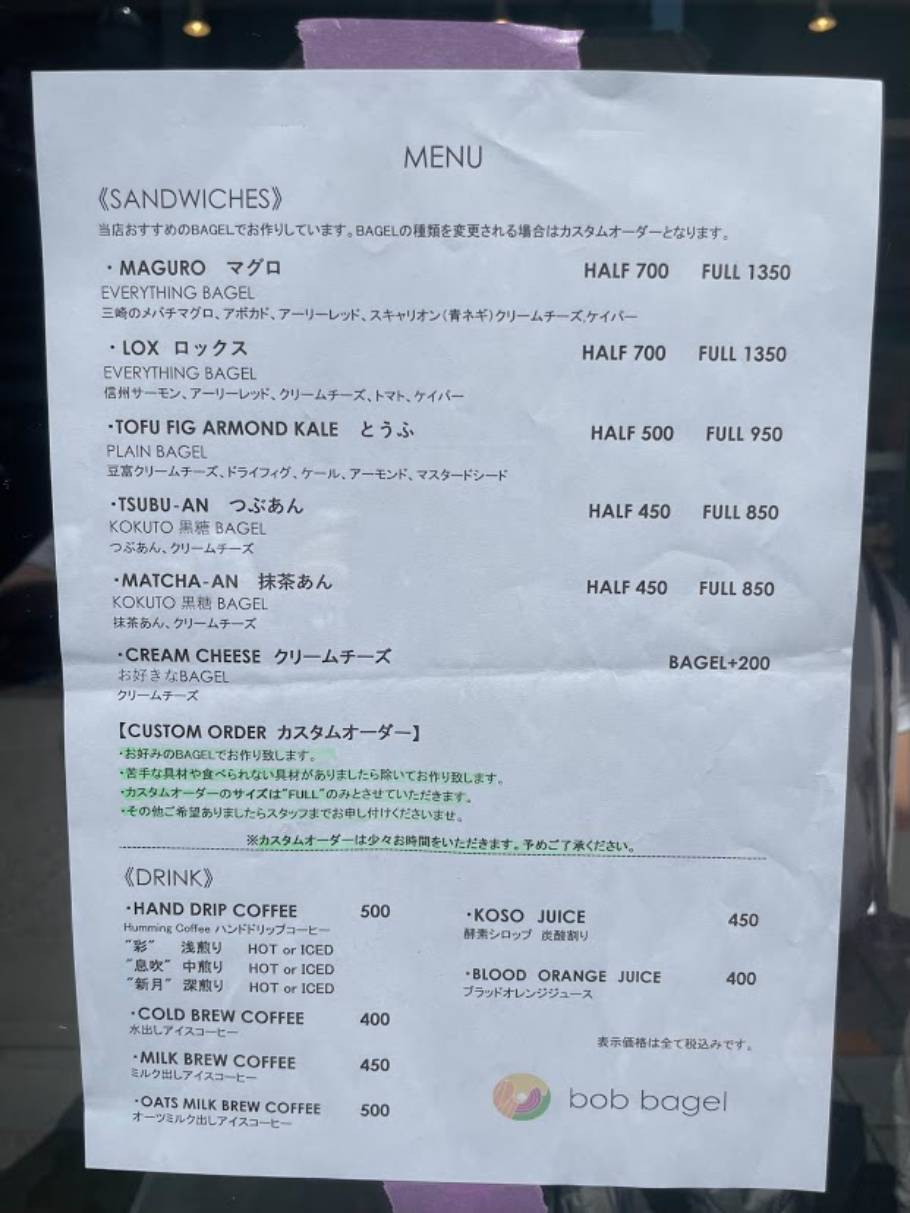 MENU
《SANDWICHES》
当店おすすめのBAGELでお作りしています。BAGELの種類を変更される場合はカスタムオーダーとなります。
・MAGURO マグロ HALF 700 FULL 1350
EVERYTHING BAGEL
三崎のメバチマグロ、アボカド、アーリーレッド、スキャリオン(青ネギ)クリームチーズ,ケイパー
・LOX ロックス HALF 700 FULL 1350
EVERYTHING BAGEL
信州サーモン、アーリーレッド、クリームチーズ、トマト、ケイパー
・TOFU FIG ARMOND KALE とうふ HALF 500 FULL 950
PLAIN BAGEL
豆富クリームチーズ、ドライフィグ、ケール、アーモンド、マスタードシード
・TSUBU-AN つぶあん HALF 450 FULL 850
KOKUTO 黒糖 BAGEL
つぶあん、クリームチーズ
・MATCHA-AN 抹茶あん HALF 450 FULL 850
KOKUTO 黒糖 BAGEL
抹茶あん、クリームチーズ
・CREAM CHEESE クリームチーズ BAGEL+200
お好きなBAGEL
クリームチーズ
【CUSTOM ORDER カスタムオーダー】
・お好みのBAGELでお作り致します。
・苦手な具材や食べられない具材がありましたら除いてお作り致します。
・カスタムオーダーのサイズは"FULL"のみとさせていただきます。
・その他ご希望ありましたらスタッフまでお申し付けくださいませ。
※カスタムオーダーは少々お時間をいただきます。予めご了承ください。
《DRINK》
・HAND DRIP COFFEE 500
Humming Coffee ハンドドリップコーヒー
"彩" 浅煎り HOT or ICED
"息吹" 中煎り HOT or ICED
"新月" 深煎り HOT or ICED
・COLD BREW COFFEE 400
水出しアイスコーヒー
・MILK BREW COFFEE 450
ミルク出しアイスコーヒー
・OATS MILK BREW COFFEE 500
オーツミルク出しアイスコーヒー
・KOSO JUICE 450
酵素シロップ 炭酸割り
・BLOOD ORANGE JUICE 400
ブラッドオレンジジュース
表示価格は全て税込みです。
bob bagel